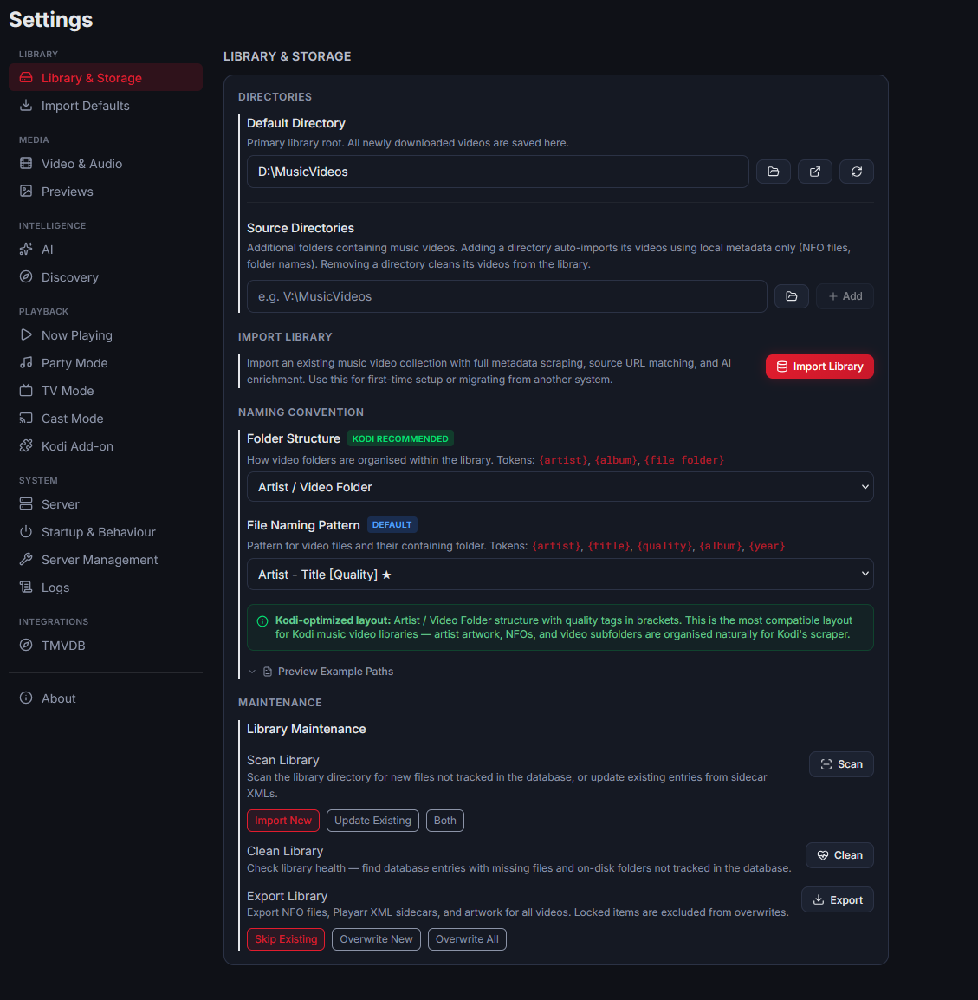 Settings
LIBRARY
Library & Storage
Import Defaults
MEDIA
Video & Audio
Previews
INTELLIGENCE
AI
Discovery
PLAYBACK
Now Playing
Party Mode
TV Mode
Cast Mode
Kodi Add-on
SYSTEM
Server
Startup & Behaviour
Server Management
Logs
INTEGRATIONS
TMVDB
About
LIBRARY & STORAGE
DIRECTORIES
Default Directory
Primary library root. All newly downloaded videos are saved here.
D:\MusicVideos
Source Directories
Additional folders containing music videos. Adding a directory auto-imports its videos using local metadata only (NFO files,
folder names). Removing a directory cleans its videos from the library.
e.g. V:\MusicVideos
+ Add
IMPORT LIBRARY
Import an existing music video collection with full metadata scraping, source URL matching, and AI
enrichment. Use this for first-time setup or migrating from another system.
Import Library
NAMING CONVENTION
Folder Structure KODI RECOMMENDED
How video folders are organised within the library. Tokens: {artist}, {album}, {file_folder}
Artist / Video Folder
File Naming Pattern DEFAULT
Pattern for video files and their containing folder. Tokens: {artist}, {title}, {quality}, {album}, {year}
Artist - Title [Quality] ★
Kodi-optimized layout: Artist / Video Folder structure with quality tags in brackets. This is the most compatible layout
for Kodi music video libraries — artist artwork, NFOs, and video subfolders are organised naturally for Kodi's scraper.
Preview Example Paths
MAINTENANCE
Library Maintenance
Scan Library
Scan the library directory for new files not tracked in the database, or update existing entries from sidecar
XMLs.
Scan
Import New Update Existing Both
Clean Library
Check library health — find database entries with missing files and on-disk folders not tracked in the database.
Clean
Export Library
Export NFO files, Playarr XML sidecars, and artwork for all videos. Locked items are excluded from overwrites.
Export
Skip Existing Overwrite New Overwrite All